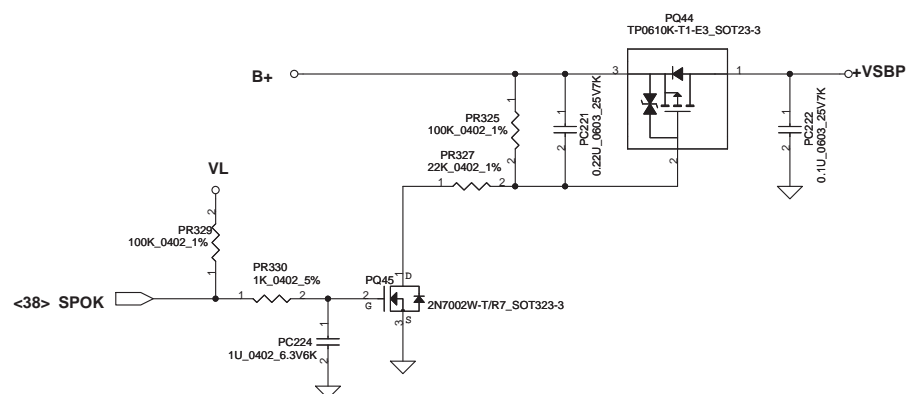 PQ44
TP0610K-T1-E3_SOT23-3
B+
3
1
+VSBP
1
PR325
100K_0402_1%
2
1
2
PC221
0.22U_0603_25V7K
2
1
2
PC222
0.1U_0603_25V7K
PR327
22K_0402_1%
1
2
VL
2
PR329
100K_0402_1%
1
PR330
1K_0402_5%
<38> SPOK
1
2
PQ45
1
D
2
G
2N7002W-T/R7_SOT323-3
3
S
1
PC224
1U_0402_6.3V6K
2